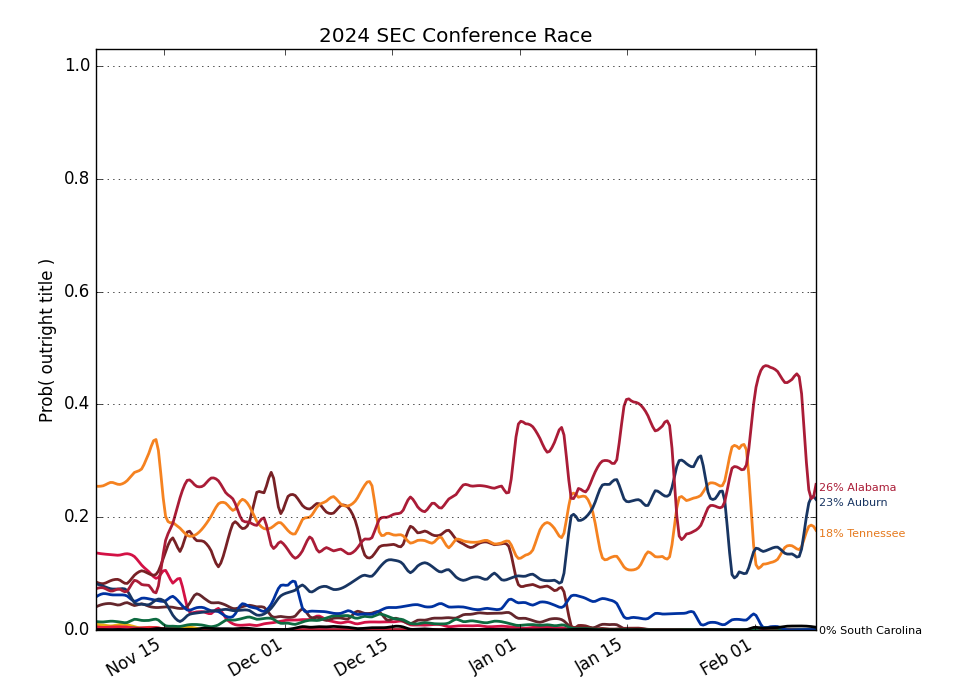 2024 SEC Conference Race
Prob( outright title )
1.0
0.8
0.6
0.4
0.2
0.0
26% Alabama
23% Auburn
18% Tennessee
0% South Carolina
Nov 15
Dec 01
Dec 15
Jan 01
Jan 15
Feb 01